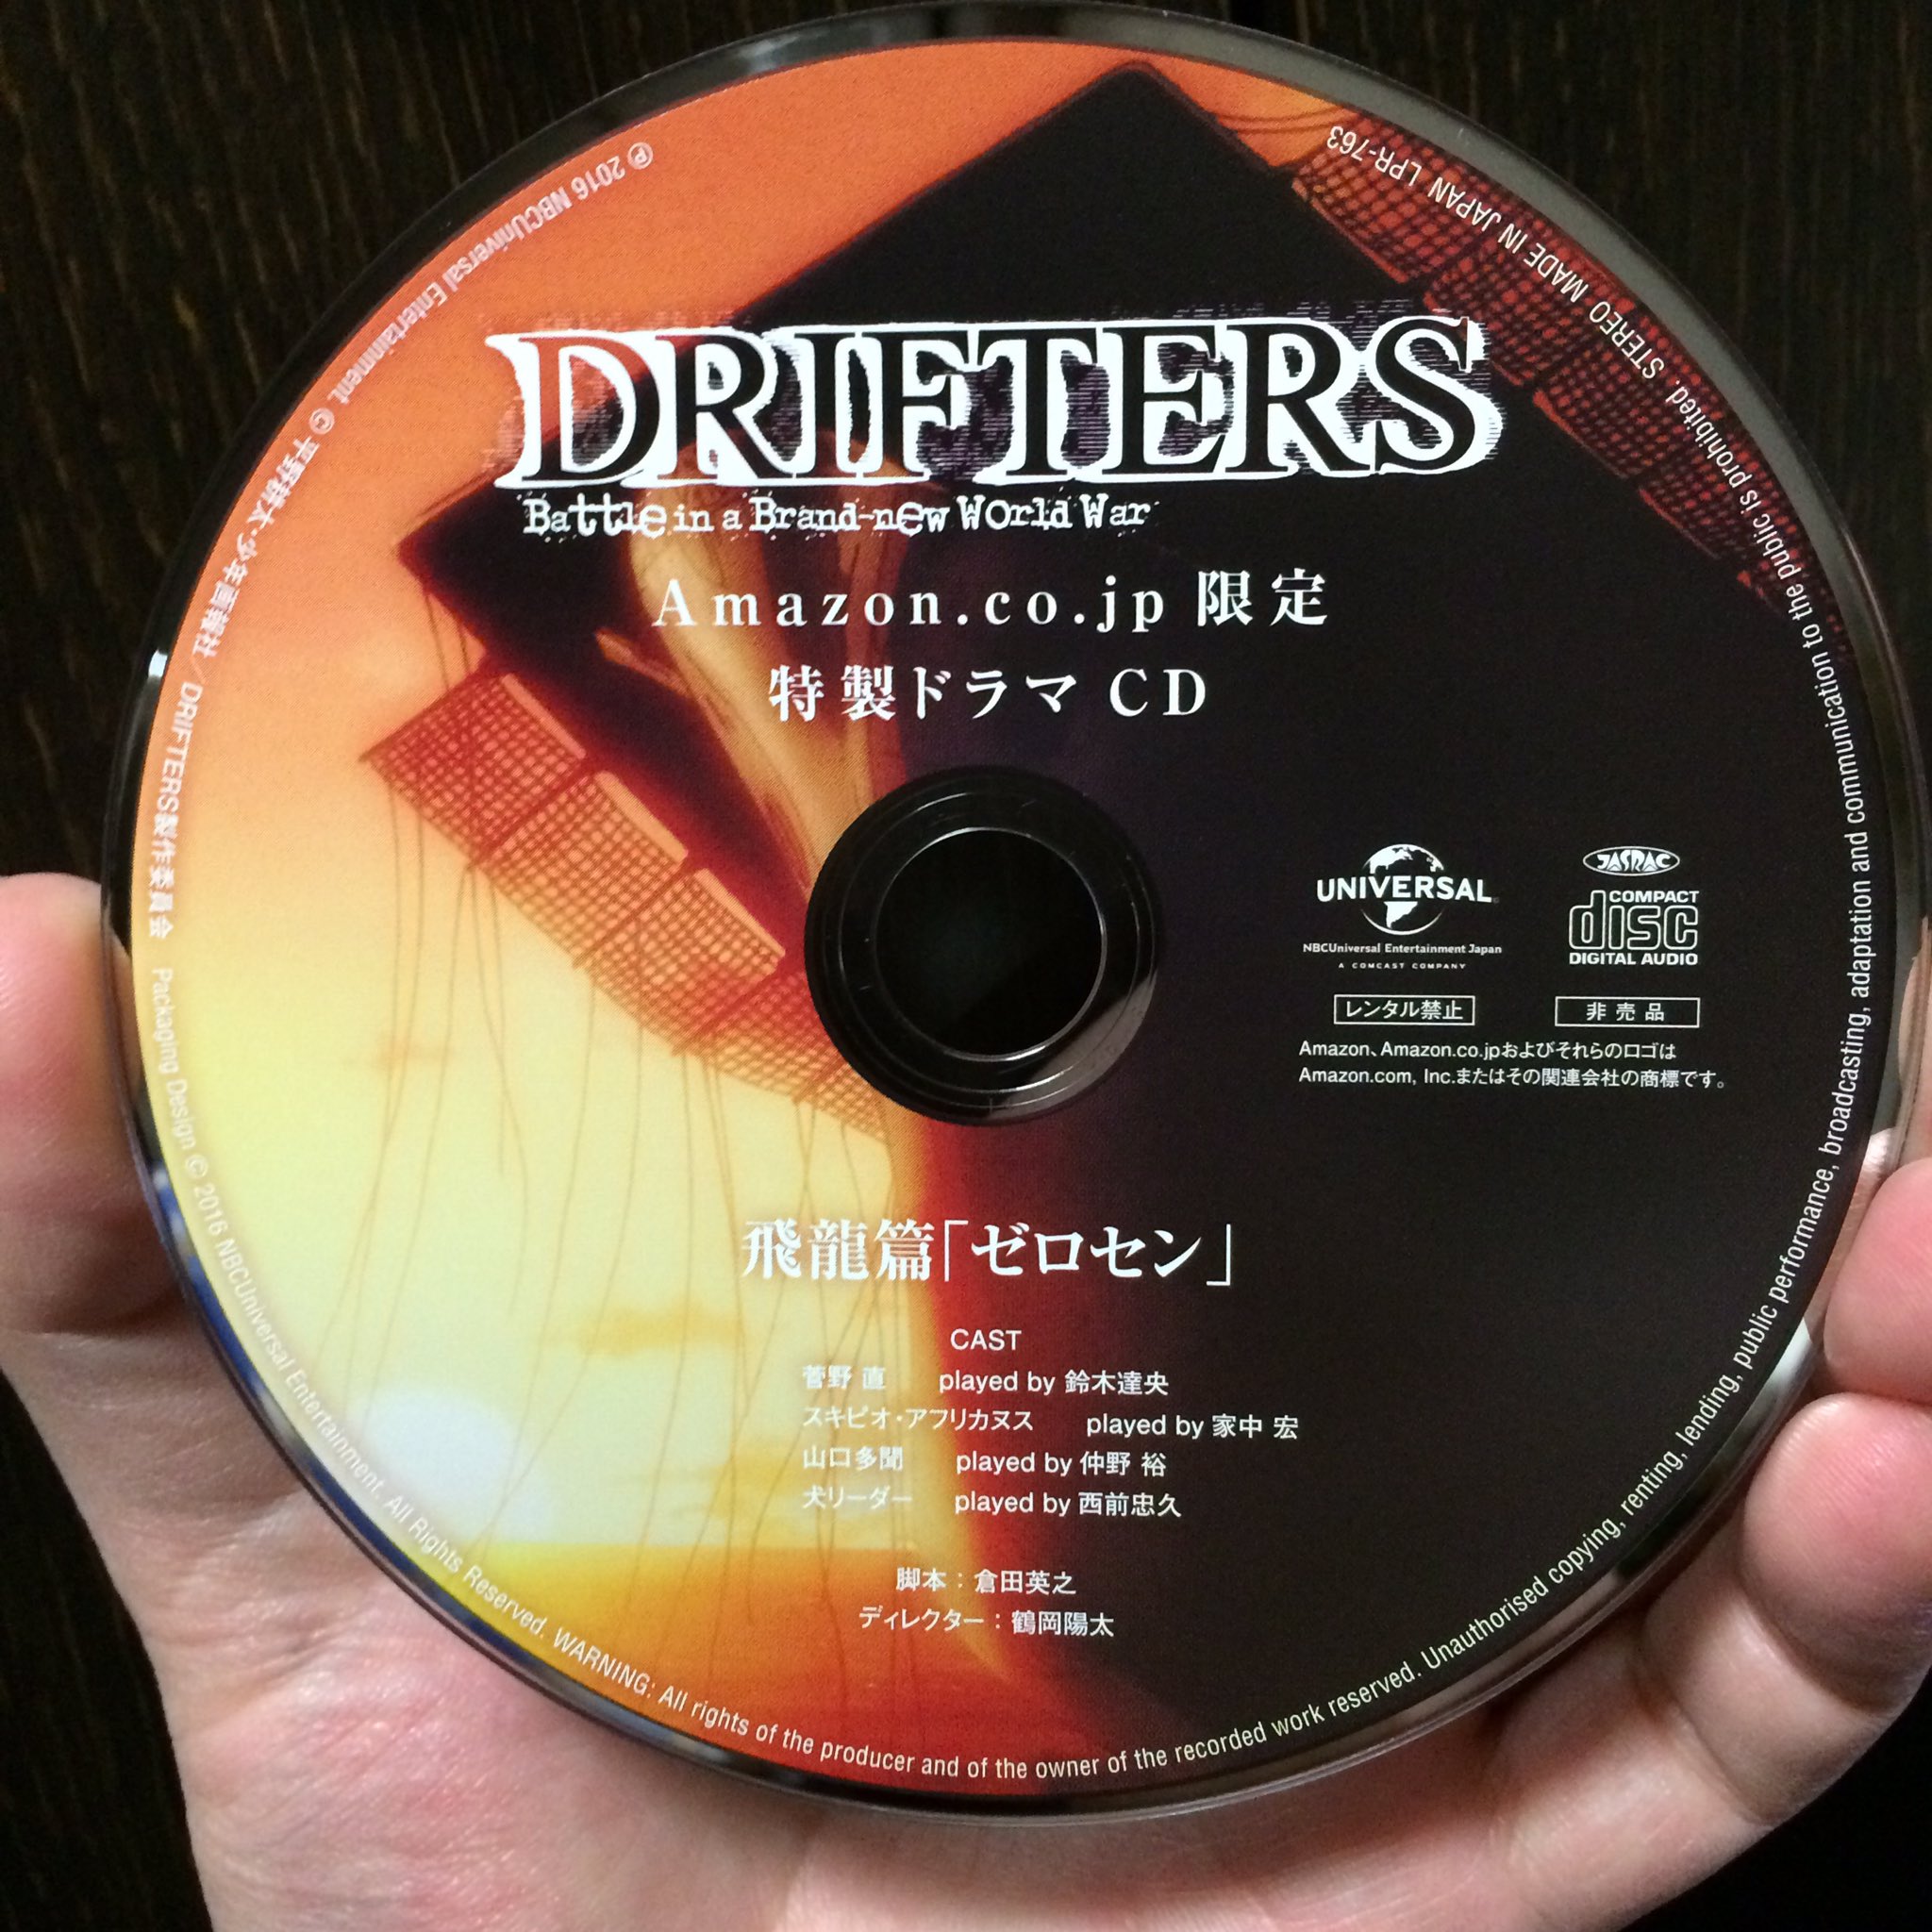 DRIFTERS
Battle in a Brand-new World War
Amazon.co.jp 限定
特製ドラマ CD
UNIVERSAL
NBCUniversal Entertainment Japan
A COMCAST COMPANY
JASRAC
COMPACT
disc
DIGITAL AUDIO
レンタル禁止
非売品
Amazon、Amazon.co.jpおよびそれらのロゴは
Amazon.com, Inc.またはその関連会社の商標です。
飛龍篇「ゼロセン」
CAST
菅野 直 played by 鈴木達央
スキピオ・アフリカヌス played by 家中 宏
山口多聞 played by 仲野 裕
犬リーダー played by 西前忠久
脚本：倉田英之
ディレクター：鶴岡陽太
℗ 2016 NBCUniversal Entertainment. © 平野耕太・少年画報社／DRIFTERS製作委員会 Packaging Design © 2016 NBCUniversal Entertainment. All Rights Reserved. WARNING: All rights of the producer and of the owner of the recorded work reserved. Unauthorised copying, renting, lending, public performance, broadcasting, adaptation and communication to the public is prohibited. STEREO MADE IN JAPAN LPR-763